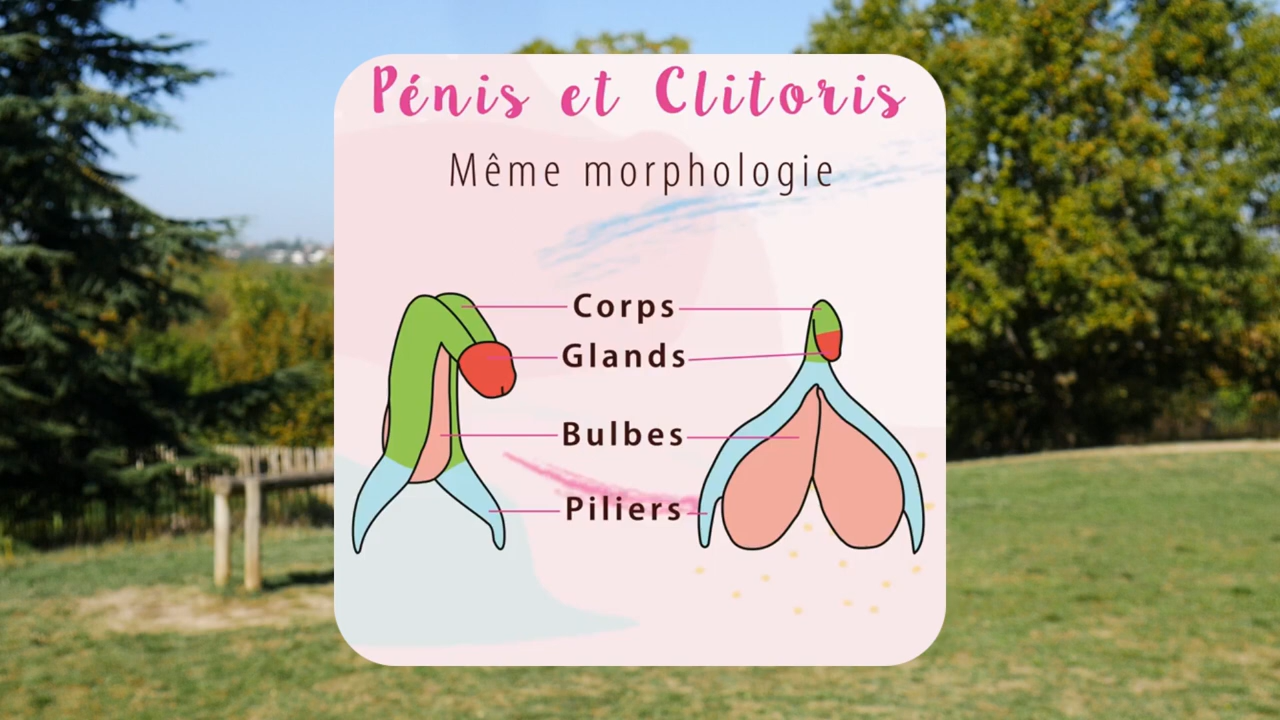 Pénis et Clitoris
Même morphologie
Corps
Glands
Bulbes
Piliers